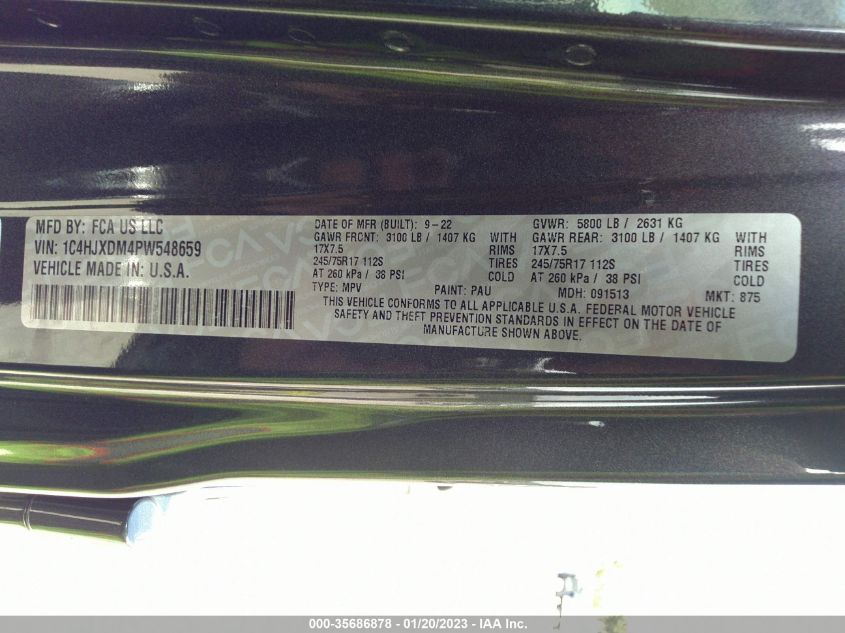 MFD BY: FCA US LLC
VIN: 1C4HJXDM4PW548659
VEHICLE MADE IN: U.S.A.
DATE OF MFR (BUILT): 9-22
GVWR: 5800 LB / 2631 KG
GAWR FRONT: 3100 LB / 1407 KG WITH
GAWR REAR: 3100 LB / 1407 KG WITH
17X7.5 RIMS
17X7.5 RIMS
245/75R17 112S TIRES
245/75R17 112S TIRES
AT 260 kPa / 38 PSI COLD
AT 260 kPa / 38 PSI COLD
TYPE: MPV PAINT: PAU MDH: 091513 MKT: 875
THIS VEHICLE CONFORMS TO ALL APPLICABLE U.S.A. FEDERAL MOTOR VEHICLE
SAFETY AND THEFT PREVENTION STANDARDS IN EFFECT ON THE DATE OF
MANUFACTURE SHOWN ABOVE.
000-35686878 - 01/20/2023 - IAA Inc.